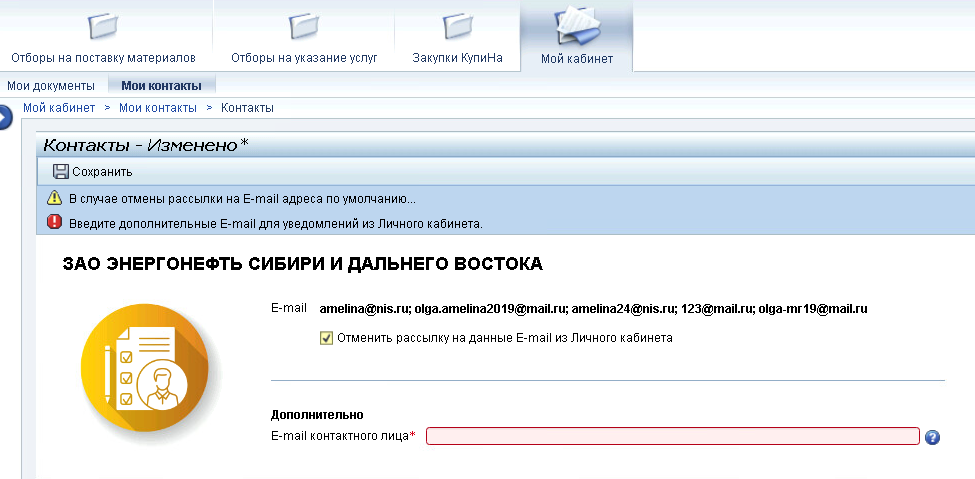 Отборы на поставку материалов
Отборы на указание услуг
Закупки КупиНа
Мой кабинет
Мои документы
Мои контакты
Мой кабинет > Мои контакты > Контакты
Контакты - Изменено*
Сохранить
В случае отмены рассылки на E-mail адреса по умолчанию...
Введите дополнительные E-mail для уведомлений из Личного кабинета.
ЗАО ЭНЕРГОНЕФТЬ СИБИРИ И ДАЛЬНЕГО ВОСТОКА
E-mail amelina@nis.ru; olga.amelina2019@mail.ru; amelina24@nis.ru; 123@mail.ru; olga-mr19@mail.ru
Отменить рассылку на данные E-mail из Личного кабинета
Дополнительно
E-mail контактного лица*